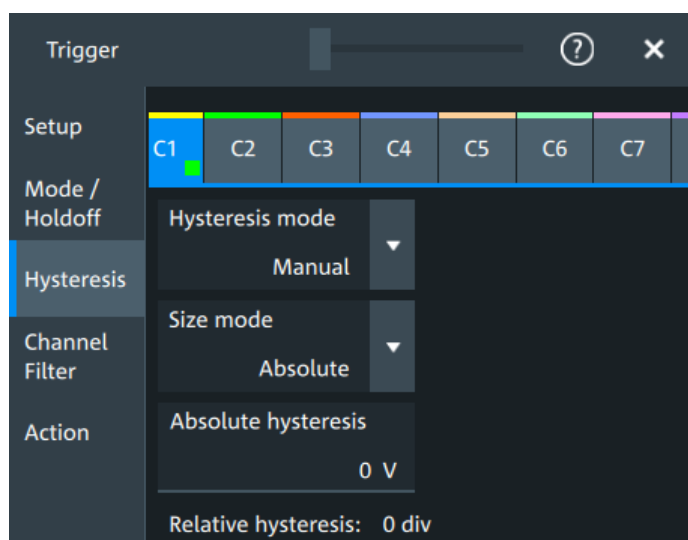 Trigger
?
×
Setup
Mode /
Holdoff
Hysteresis
Channel
Filter
Action
C1 C2 C3 C4 C5 C6 C7
Hysteresis mode
Manual
Size mode
Absolute
Absolute hysteresis
0 V
Relative hysteresis: 0 div